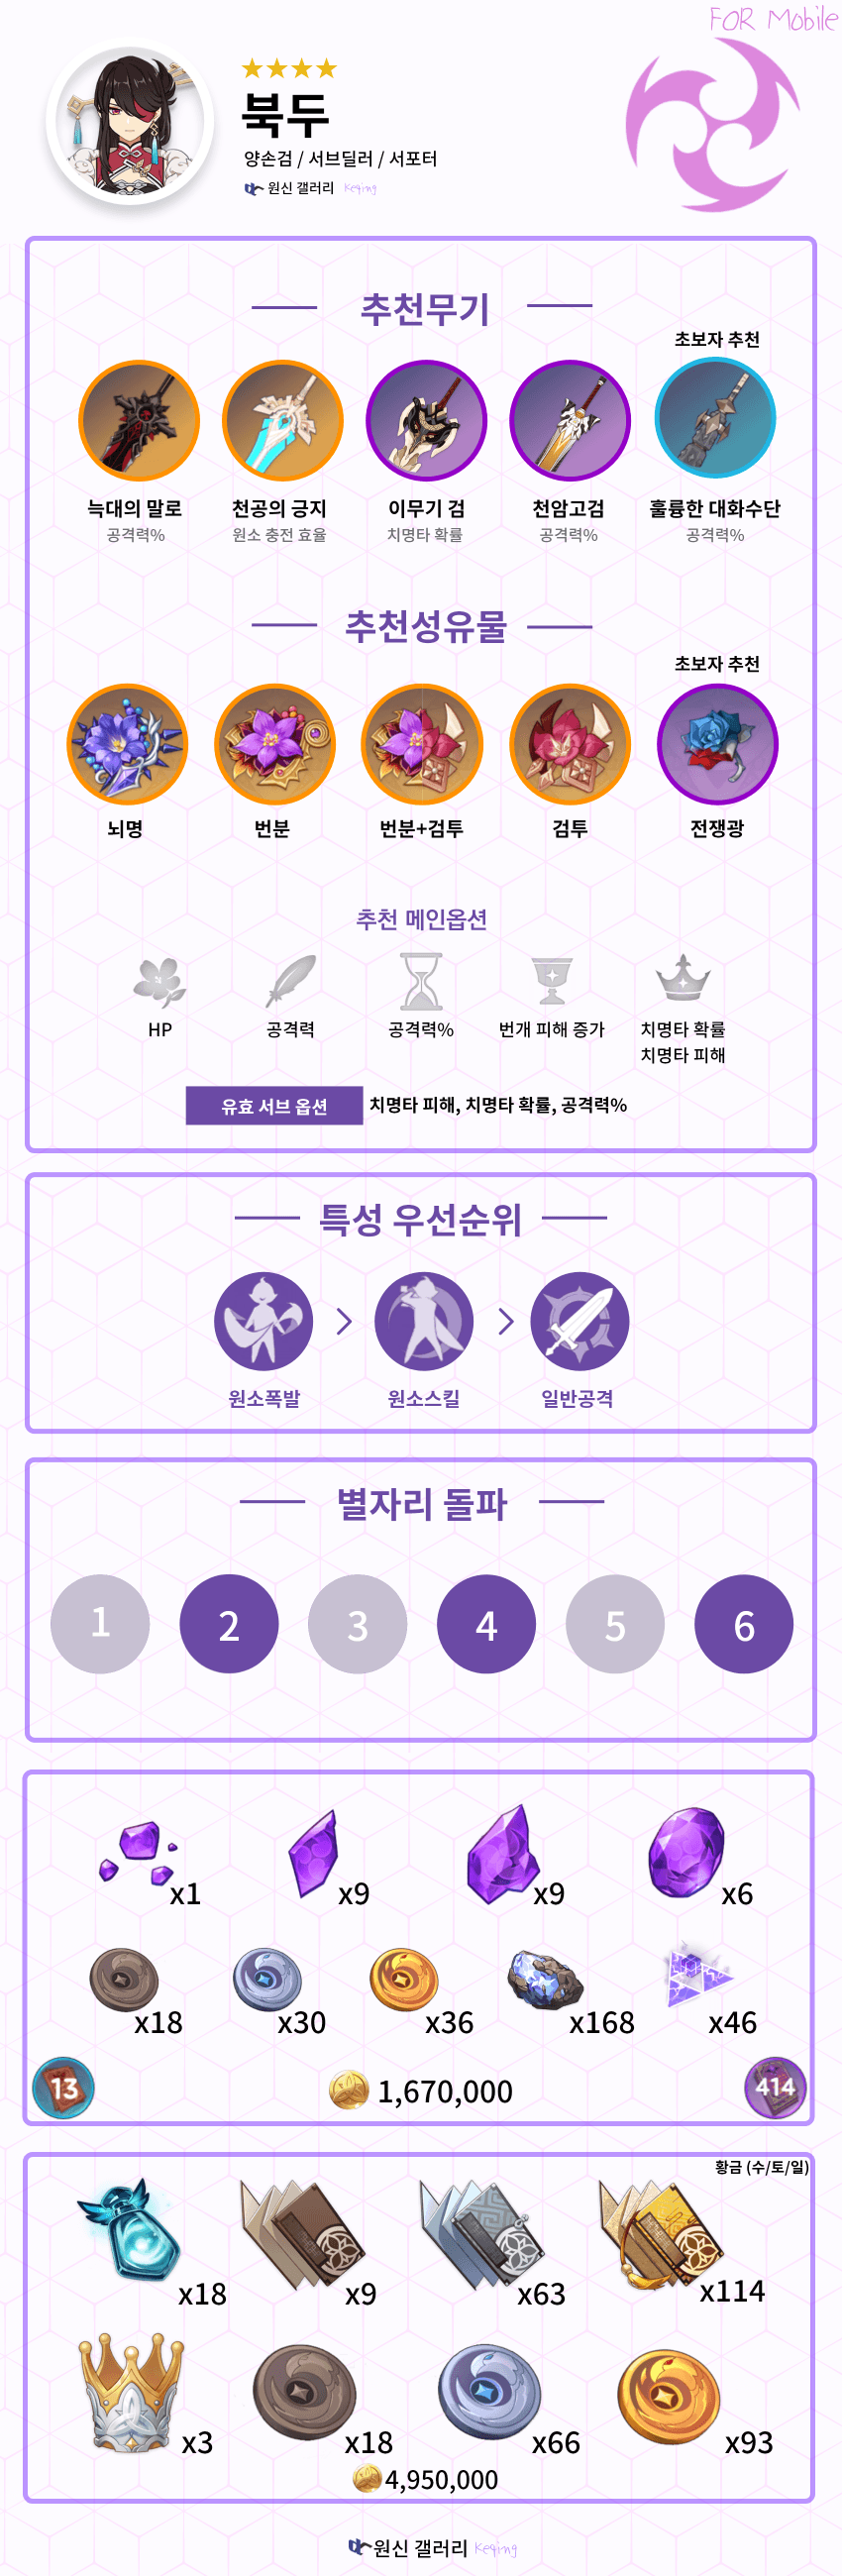 FOR Mobile
북두
양손검 / 서브딜러 / 서포터
원신 갤러리 Keqing
추천무기
초보자 추천
늑대의 말로 천공의 긍지 이무기 검 천암고검 훌륭한 대화수단
공격력% 원소 충전 효율 치명타 확률 공격력% 공격력%
추천성유물
초보자 추천
뇌명 번분 번분+검투 검투 전쟁광
추천 메인옵션
HP 공격력 공격력% 번개 피해 증가 치명타 확률
치명타 피해
유효 서브 옵션 치명타 피해, 치명타 확률, 공격력%
특성 우선순위
원소폭발 원소스킬 일반공격
별자리 돌파
1 2 3 4 5 6
x1 x9 x9 x6
x18 x30 x36 x168 x46
13 1,670,000 414
황금 (수/토/일)
x18 x9 x63 x114
x3 x18 x66 x93
4,950,000
원신 갤러리 Keqing